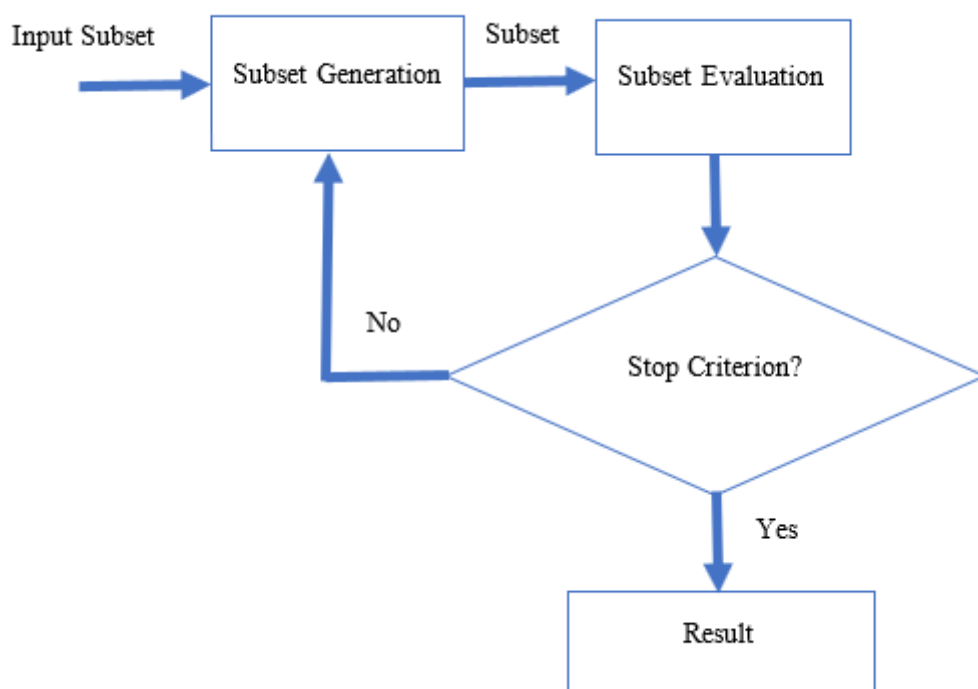 Input Subset
Subset Generation
Subset
Subset Evaluation
Stop Criterion?
No
Yes
Result